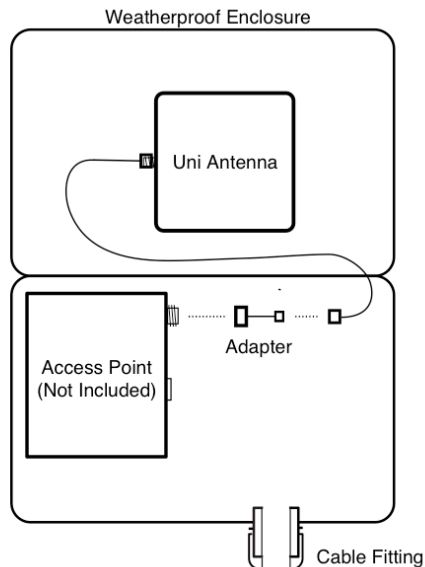 Weatherproof Enclosure
Uni Antenna
Adapter
Access Point
(Not Included)
Cable Fitting